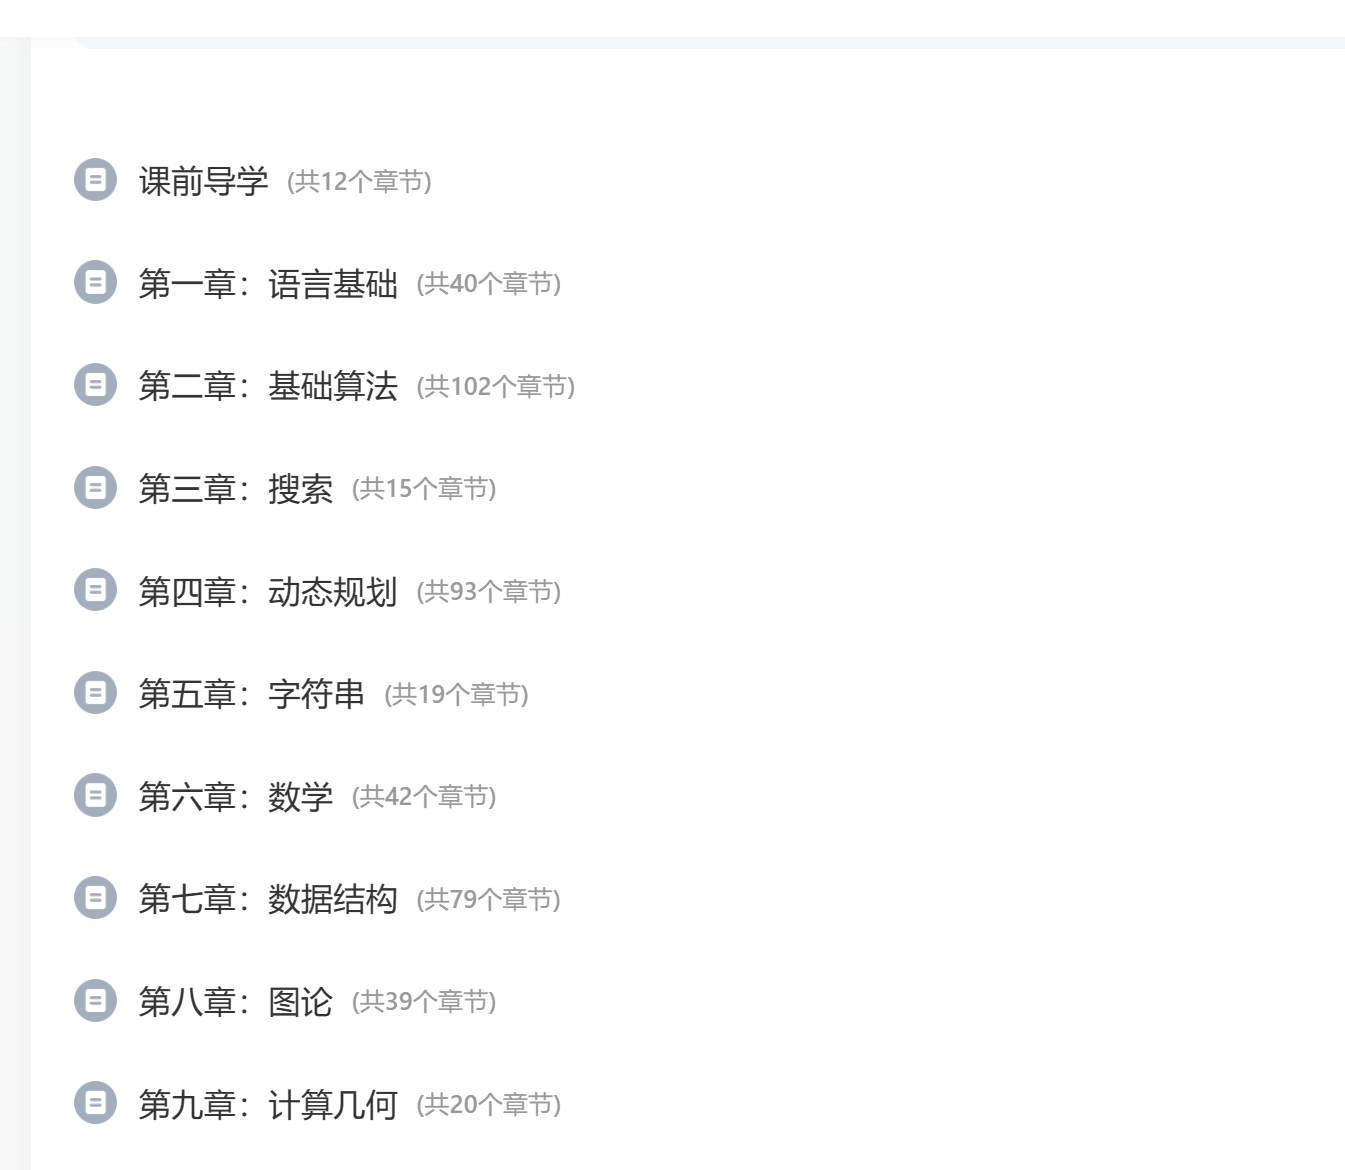 课前导学 (共12个章节)
第一章：语言基础 (共40个章节)
第二章：基础算法 (共102个章节)
第三章：搜索 (共15个章节)
第四章：动态规划 (共93个章节)
第五章：字符串 (共19个章节)
第六章：数学 (共42个章节)
第七章：数据结构 (共79个章节)
第八章：图论 (共39个章节)
第九章：计算几何 (共20个章节)